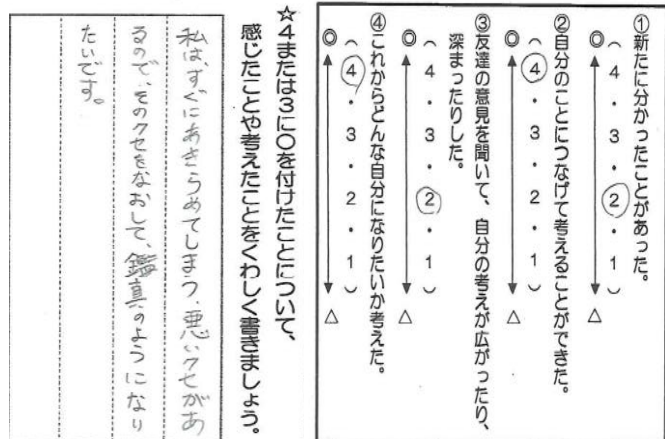 ①新たに分かったことがあった。
◎（4・3・2・1）△
②自分のことにつなげて考えることができた。
◎（4・3・2・1）△
③友達の意見を聞いて、自分の考えが広がったり、
深まったりした。
◎（4・3・2・1）△
④これからどんな自分になりたいか考えた。
◎（4・3・2・1）△
☆4または3に○を付けたことについて、
感じたことや考えたことをくわしく書きましょう。
私は、すぐにあきらめてしまう、悪いクセがあ
るので、そのクセをなおして、鑑真のようになり
たいです。